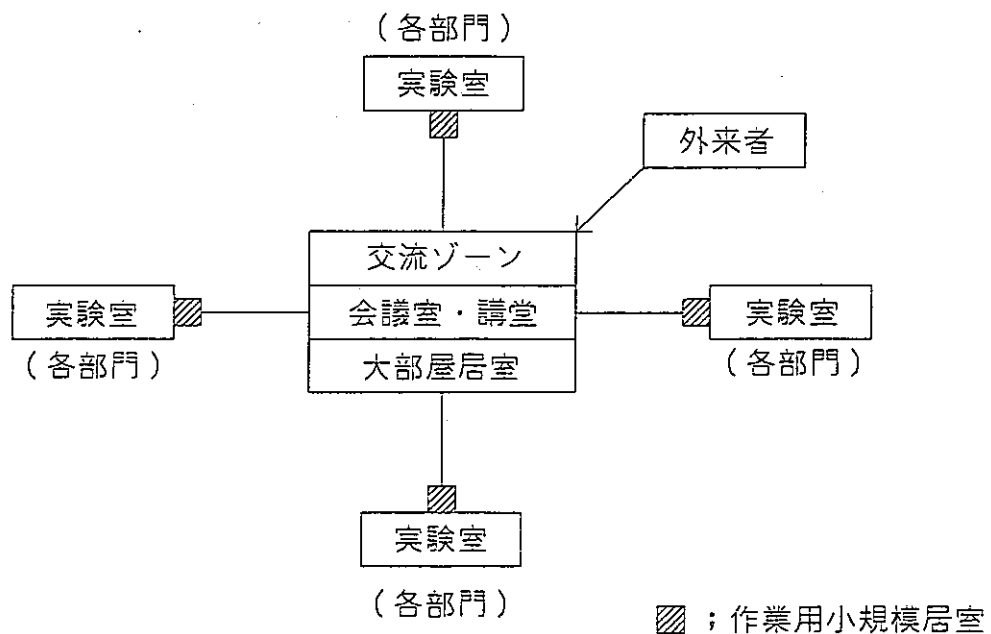 (各部門)
実験室
外来者
交流ゾーン
実験室
会議室・講堂
実験室
(各部門)
大部屋居室
(各部門)
実験室
(各部門)
;作業用小規模居室